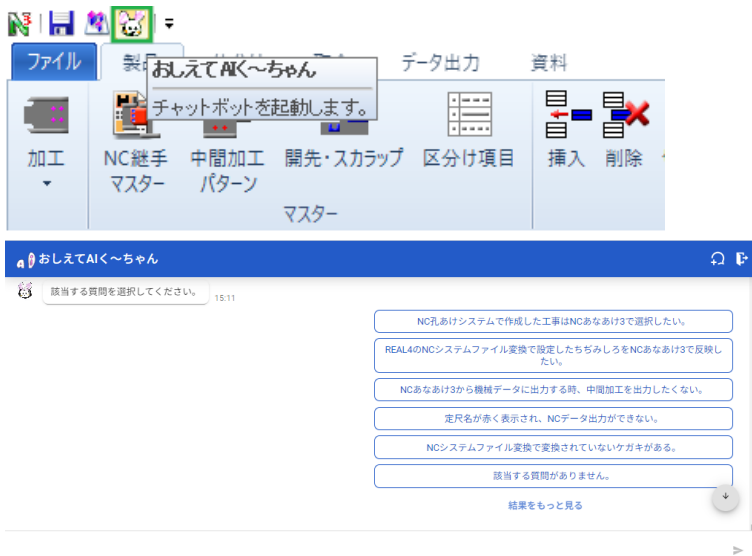 おしえてAIく～ちゃん
チャットボットを起動します。
ファイル
データ出力
資料
加工
NC継手
マスター
中間加工
パターン
開先・スカラップ
区分け項目
挿入
削除
マスター
おしえてAIく～ちゃん
該当する質問を選択してください。
15:11
NC孔あけシステムで作成した工事はNCあなあけ3で選択したい。
REAL4のNCシステムファイル変換で設定したちぢみしろをNCあなあけ3で反映し
たい。
NCあなあけ3から機械データに出力する時、中間加工を出力したくない。
定尺名が赤く表示され、NCデータ出力ができない。
NCシステムファイル変換で変換されていないケガキがある。
該当する質問がありません。
結果をもっと見る